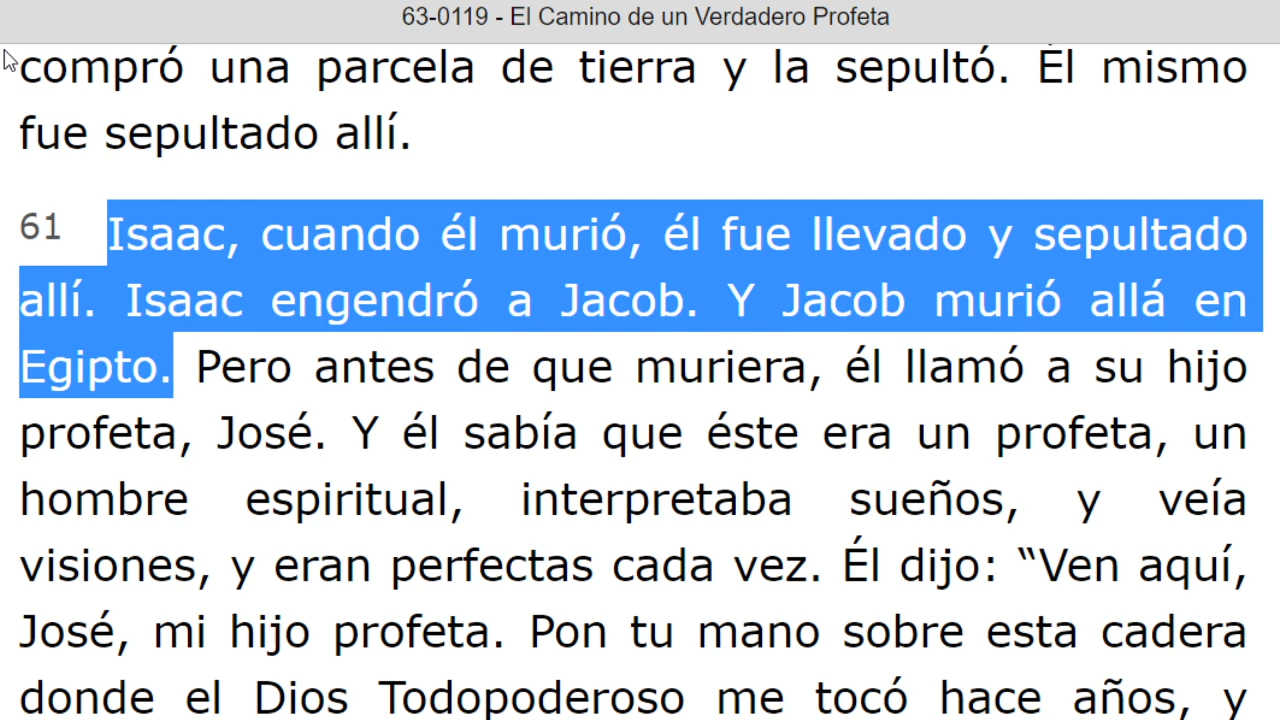 63-0119 - El Camino de un Verdadero Profeta
compró una parcela de tierra y la sepultó. Él mismo
fue sepultado allí.
61 Isaac, cuando él murió, él fue llevado y sepultado
allí. Isaac engendró a Jacob. Y Jacob murió allá en
Egipto. Pero antes de que muriera, él llamó a su hijo
profeta, José. Y él sabía que éste era un profeta, un
hombre espiritual, interpretaba sueños, y veía
visiones, y eran perfectas cada vez. Él dijo: “Ven aquí,
José, mi hijo profeta. Pon tu mano sobre esta cadera
donde el Dios Todopoderoso me tocó hace años, y